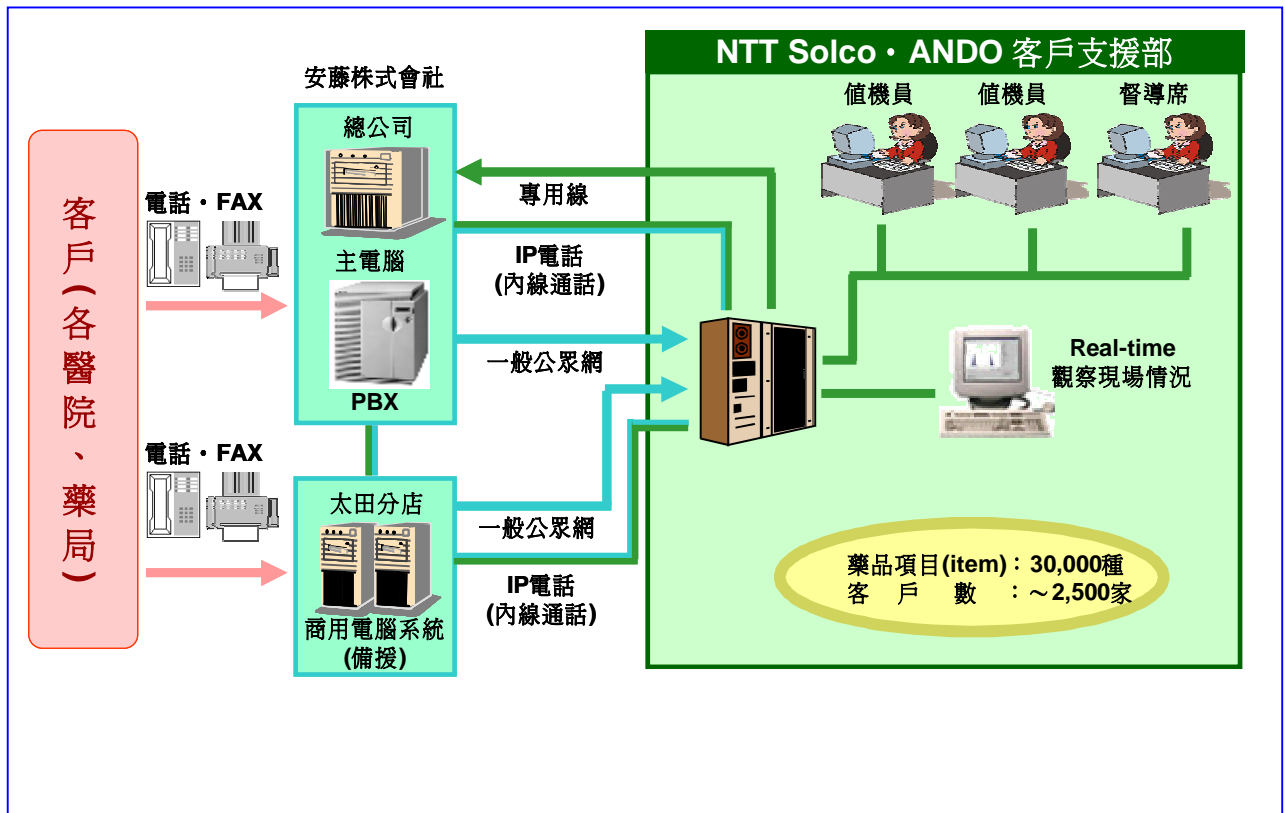 NTT Solco・ANDO 客戶支援部
安藤株式會社
客戶(各醫院、藥局)
電話・FAX
電話・FAX
總公司
主電腦
PBX
太田分店
商用電腦系統
(備援)
專用線
IP電話
(內線通話)
一般公眾網
一般公眾網
IP電話
(內線通話)
值機員
值機員
督導席
Real-time
觀察現場情況
藥品項目(item):30,000種
客戶數:~2,500家